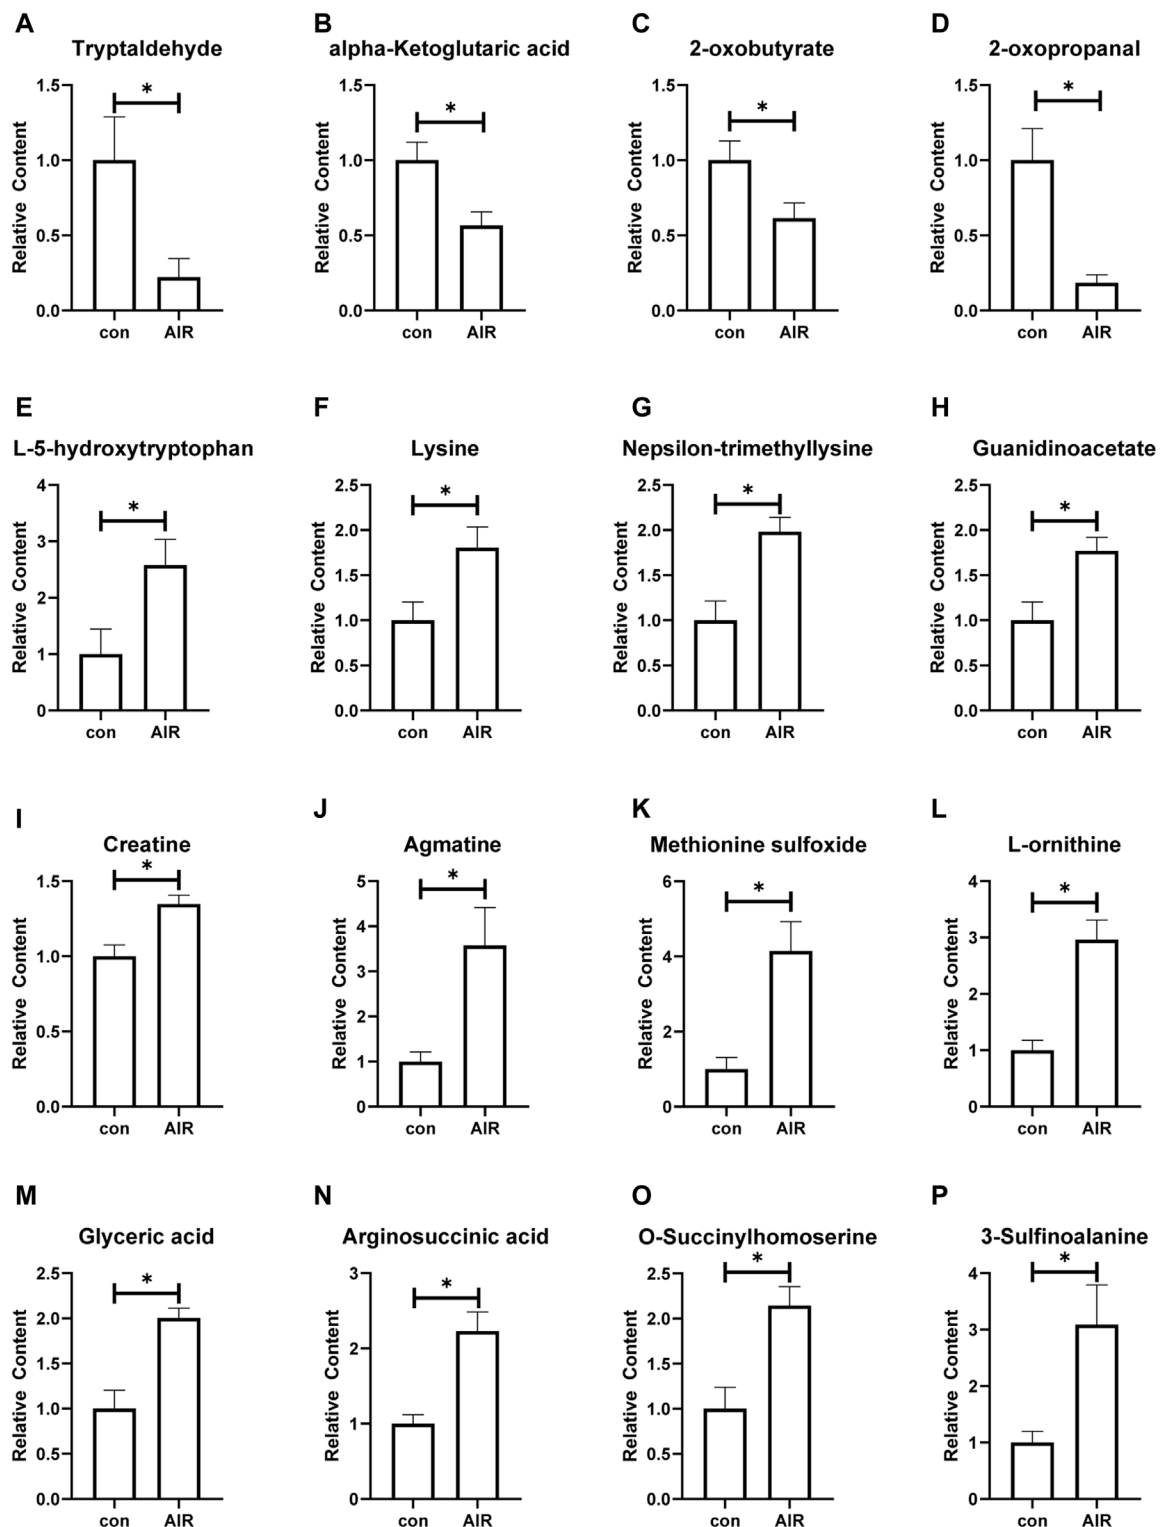 A
B
C
D
Tryptaldehyde
alpha-Ketoglutaric acid
2-oxobutyrate
2-oxopropanal
Relative Content
1.5
1.0
0.5
0.0
*
con AIR
Relative Content
1.5
1.0
0.5
0.0
*
con AIR
Relative Content
1.5
1.0
0.5
0.0
*
con AIR
Relative Content
1.5
1.0
0.5
0.0
*
con AIR
E
F
G
H
L-5-hydroxytryptophan
Lysine
Nepsilon-trimethyllysine
Guanidinoacetate
Relative Content
4
3
2
1
0
*
con AIR
Relative Content
2.5
2.0
1.5
1.0
0.5
0.0
*
con AIR
Relative Content
2.5
2.0
1.5
1.0
0.5
0.0
*
con AIR
Relative Content
2.5
2.0
1.5
1.0
0.5
0.0
*
con AIR
I
J
K
L
Creatine
Agmatine
Methionine sulfoxide
L-ornithine
Relative Content
1.5
1.0
0.5
0.0
*
con AIR
Relative Content
5
4
3
2
1
0
*
con AIR
Relative Content
6
4
2
0
*
con AIR
Relative Content
4
3
2
1
0
*
con AIR
M
N
O
P
Glyceric acid
Arginosuccinic acid
O-Succinylhomoserine
3-Sulfinoalanine
Relative Content
2.5
2.0
1.5
1.0
0.5
0.0
*
con AIR
Relative Content
3
2
1
0
*
con AIR
Relative Content
2.5
2.0
1.5
1.0
0.5
0.0
*
con AIR
Relative Content
4
3
2
1
0
*
con AIR